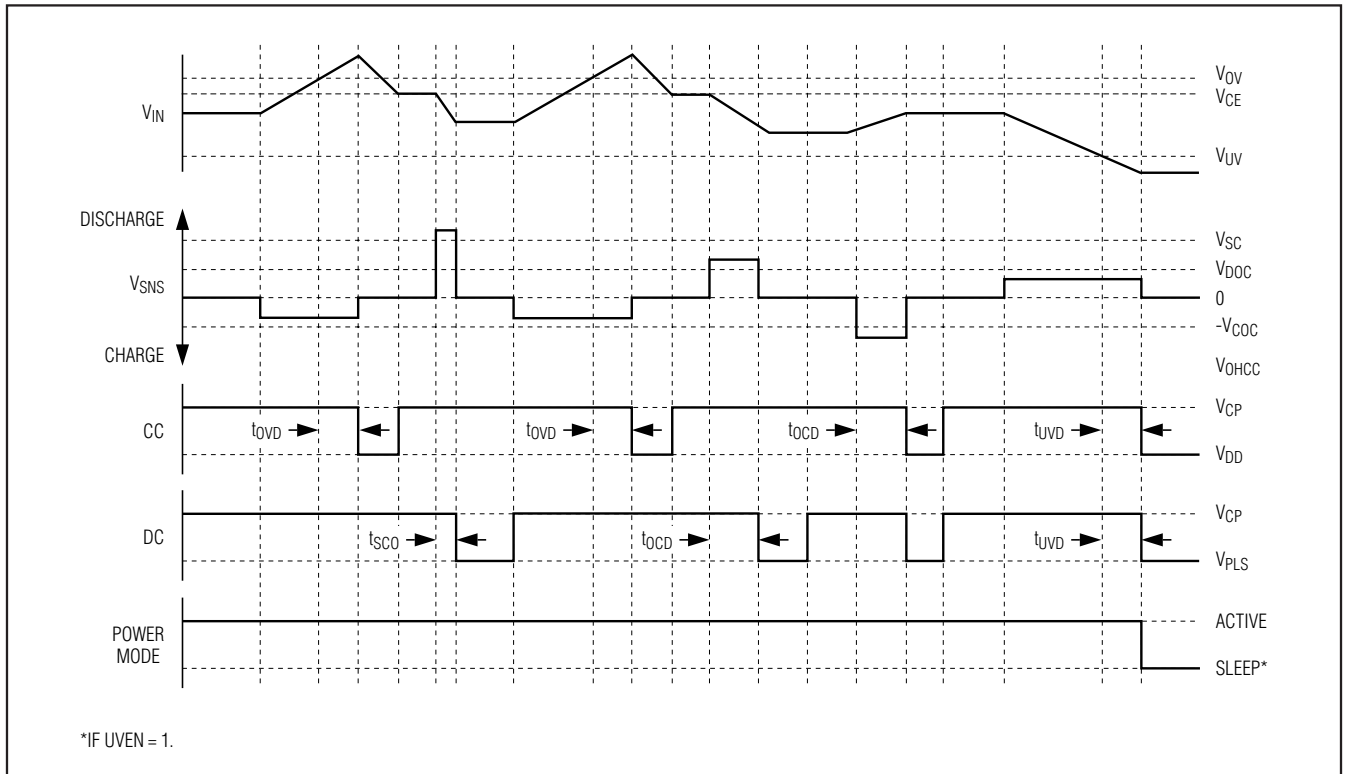 VOV
VCE
VIN
VUV
DISCHARGE
VSC
VDOC
VSNS
0
-VCOC
CHARGE
VOHCC
VCP
CC
tOVD
tOVD
tOCD
tUVD
VDD
VCP
DC
tSCO
tOCD
tUVD
VPLS
ACTIVE
POWER
MODE
SLEEP*
*IF UVEN = 1.